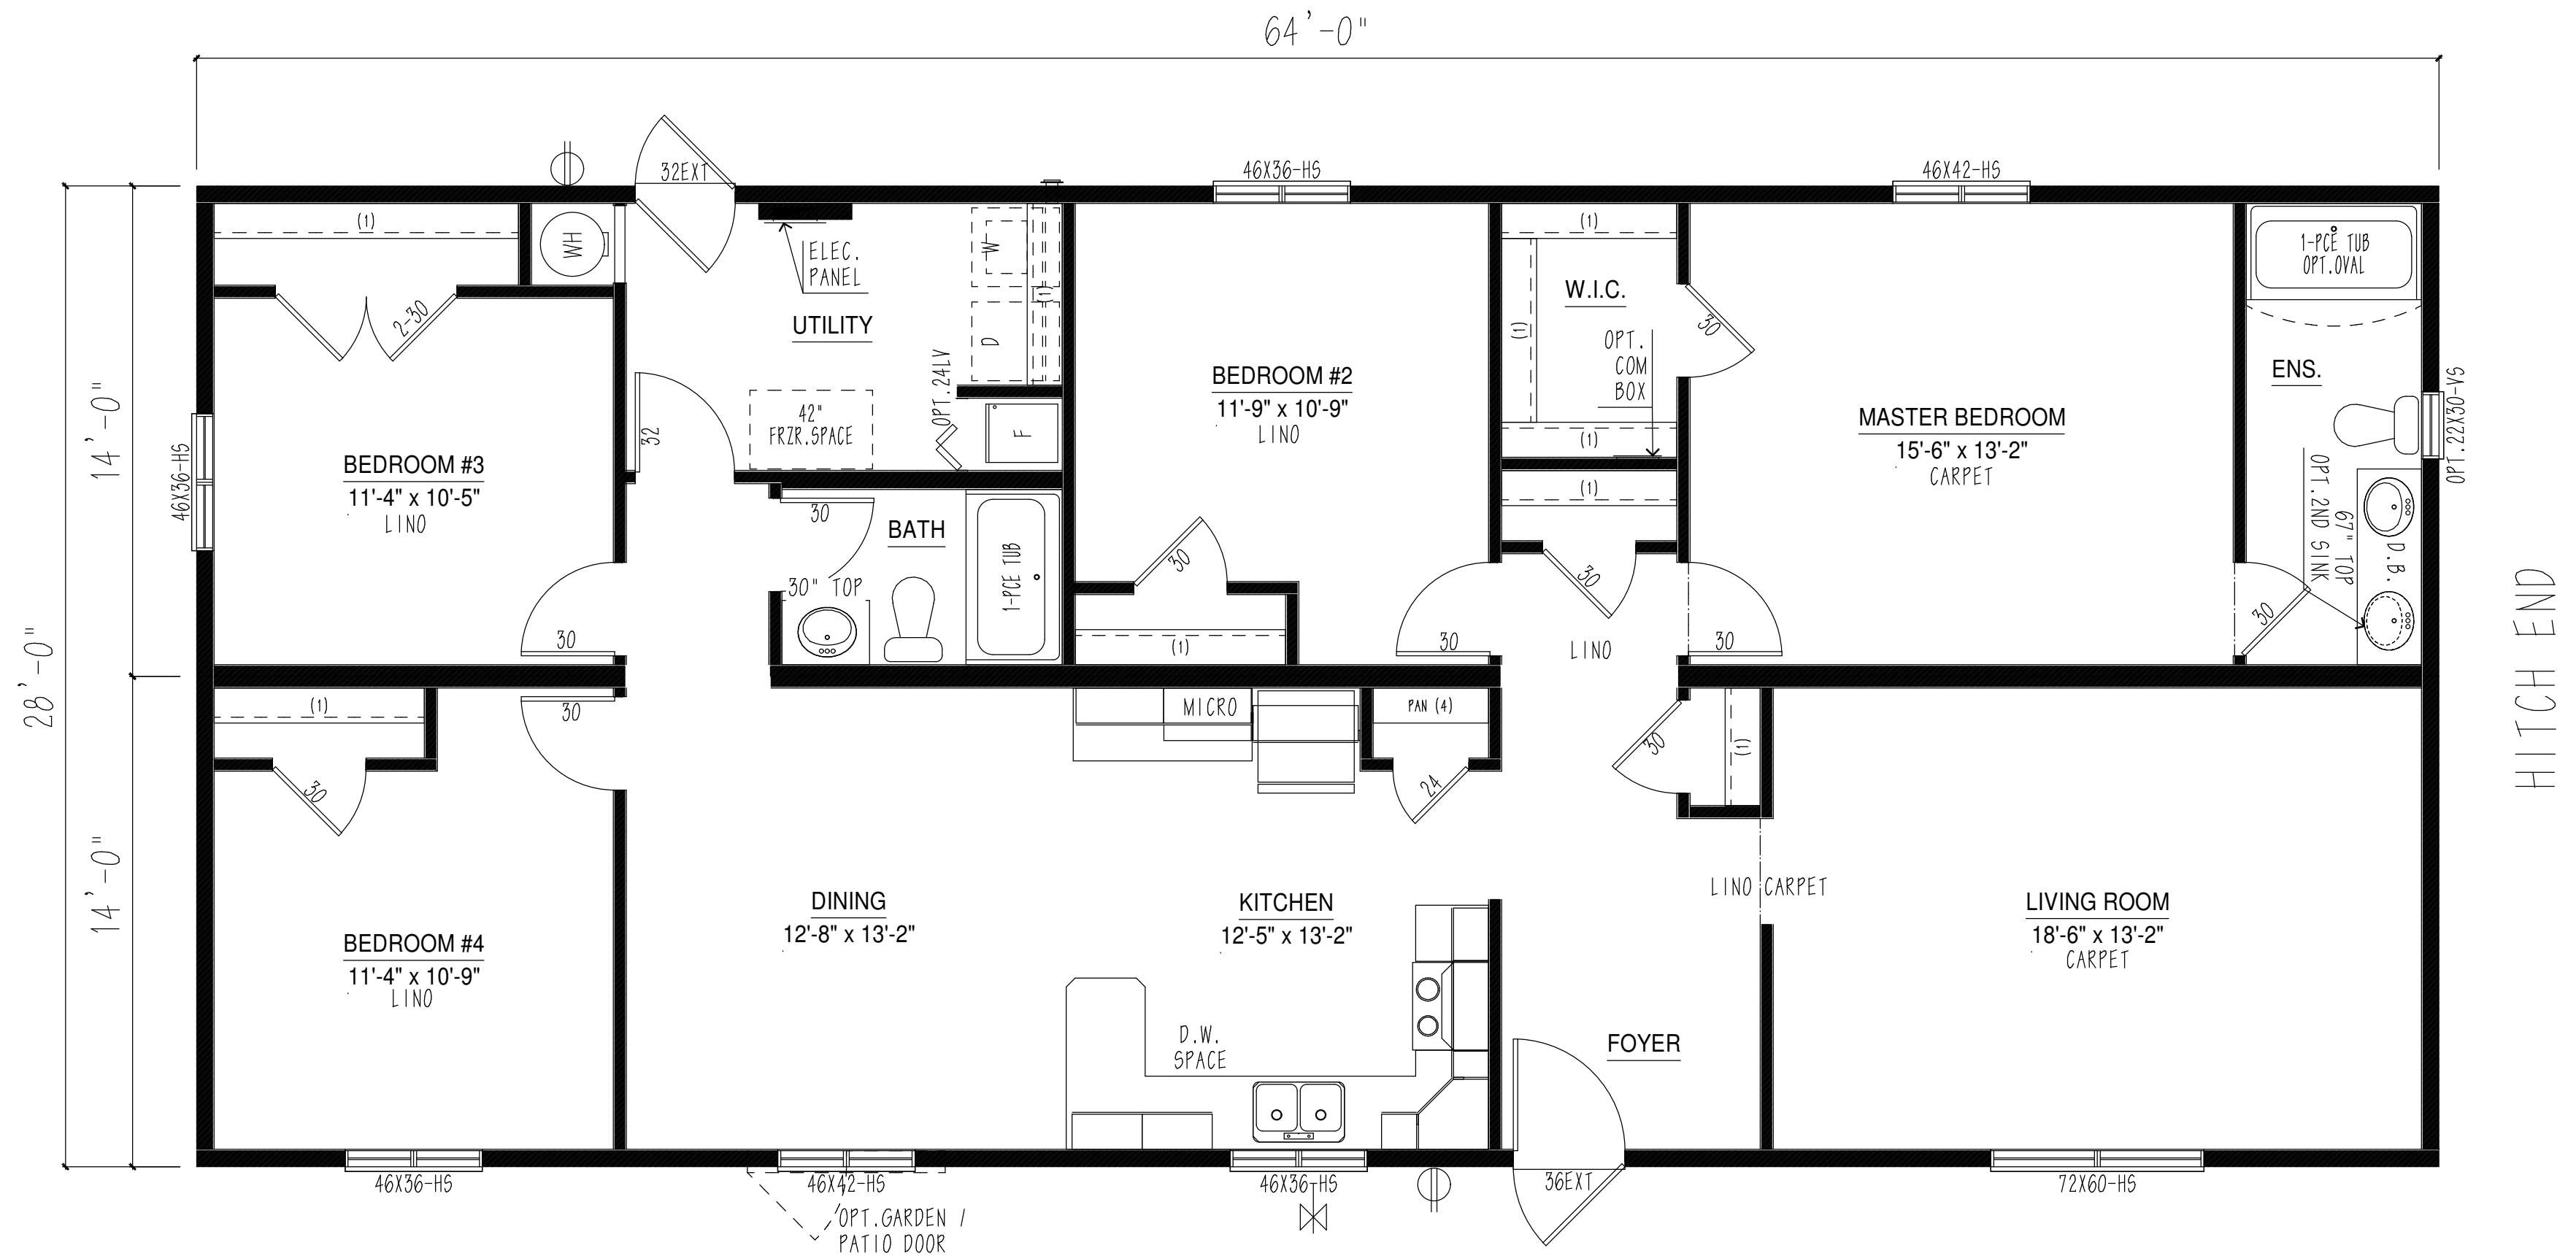 64'-0"
32EXT
46X36-HS
46X42-HS
(1)
WH
ELEC.
PANEL
W
(1)
(1)
1-PCE TUB
OPT.OVAL
2-30
UTILITY
D
W.I.C.
(1)
30
OPT.
COM
BOX
ENS.
14'-0"
OPT.24LV
BEDROOM #2
11'-9" x 10'-9"
LINO
42"
FRZR.SPACE
32
F
(1)
MASTER BEDROOM
15'-6" x 13'-2"
CARPET
OPT.22X30-VS
46X36-HS
BEDROOM #3
11'-4" x 10'-5"
LINO
30
BATH
1-PCE TUB
(1)
OPT.2ND SINK
67" TOP
D.B.
30
30
30" TOP
30
30
(1)
30
LINO
30
30
HITCH END
28'-0"
(1)
30
MICRO
PAN (4)
30
(1)
30
24
14'-0"
LINO
CARPET
DINING
12'-8" x 13'-2"
KITCHEN
12'-5" x 13'-2"
LIVING ROOM
18'-6" x 13'-2"
CARPET
BEDROOM #4
11'-4" x 10'-9"
LINO
D.W.
SPACE
FOYER
46X36-HS
46X42-HS
46X36-HS
36EXT
72X60-HS
OPT.GARDEN /
PATIO DOOR